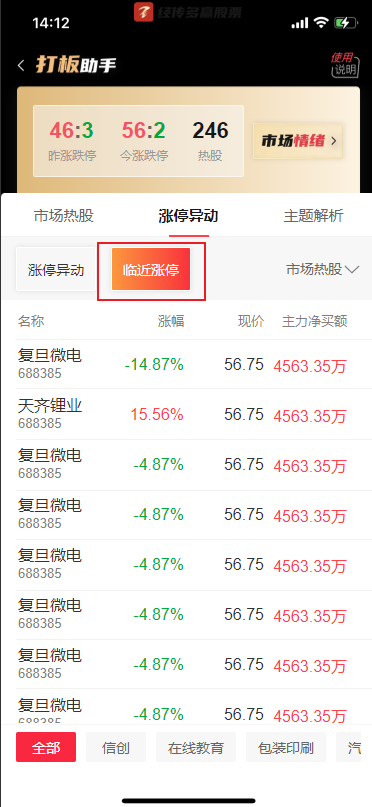 14:12
经传多赢股票
打板助手
使用
说明
46:3 56:2 246
昨涨跌停 今涨跌停 热股
市场情绪
市场热股 涨停异动 主题解析
涨停异动 临近涨停 市场热股
名称 涨幅 现价 主力净买额
复旦微电 -14.87% 56.75 4563.35万
688385
天齐锂业 15.56% 56.75 4563.35万
688385
复旦微电 -4.87% 56.75 4563.35万
688385
复旦微电 -4.87% 56.75 4563.35万
688385
复旦微电 -4.87% 56.75 4563.35万
688385
复旦微电 -4.87% 56.75 4563.35万
688385
复旦微电 -4.87% 56.75 4563.35万
688385
复旦微电 -4.87% 56.75 4563.35万
688385
全部 信创 在线教育 包装印刷 汽